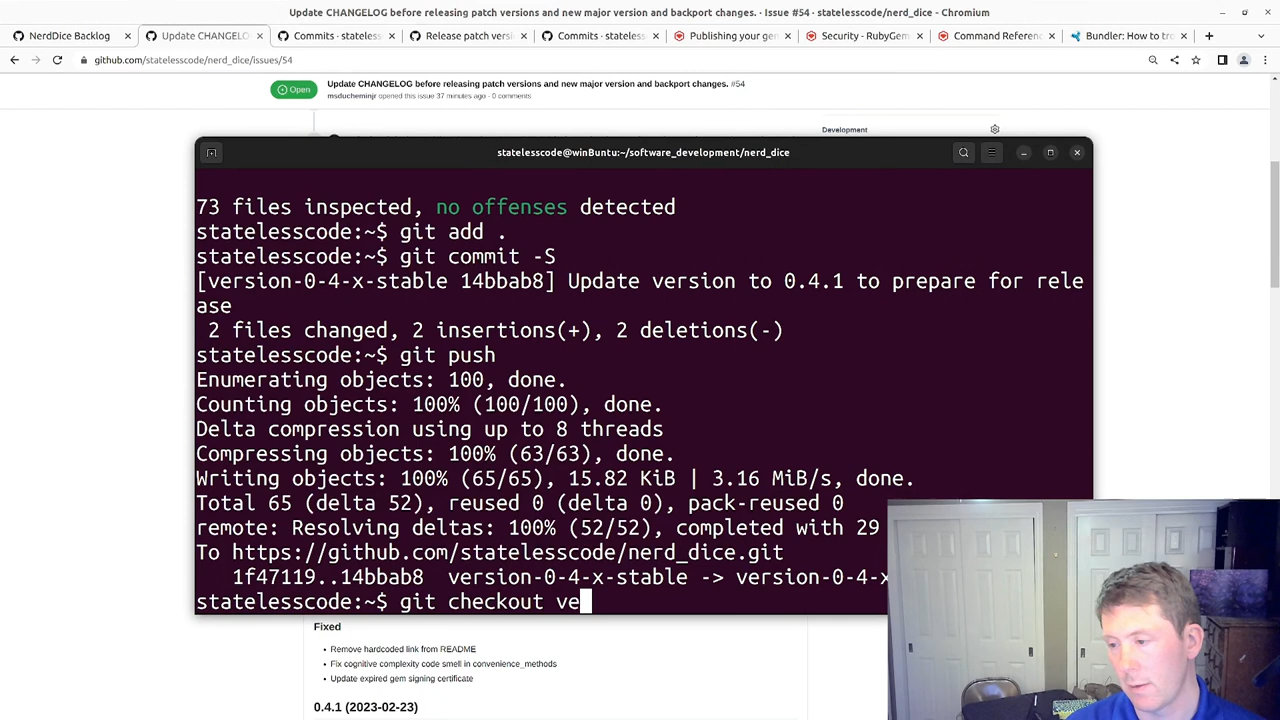 Update CHANGELOG before releasing patch versions and new major version and backport changes. · Issue #54 · statelesscode/nerd_dice - Chromium
NerdDice Backlog
Update CHANGELO
Commits · stateless
Release patch versi
Commits · stateless
Publishing your ge
Security - RubyGem
Command Referenc
Bundler: How to tro
github.com/statelesscode/nerd_dice/issues/54
Open
Update CHANGELOG before releasing patch versions and new major version and backport changes. #54
msducheminjr opened this issue 37 minutes ago · 0 comments
Development
statelesscode@winBuntu:~/software_development/nerd_dice
73 files inspected, no offenses detected
statelesscode:~$ git add .
statelesscode:~$ git commit -S
[version-0-4-x-stable 14bbab8] Update version to 0.4.1 to prepare for rele
ase
2 files changed, 2 insertions(+), 2 deletions(-)
statelesscode:~$ git push
Enumerating objects: 100, done.
Counting objects: 100% (100/100), done.
Delta compression using up to 8 threads
Compressing objects: 100% (63/63), done.
Writing objects: 100% (65/65), 15.82 KiB | 3.16 MiB/s, done.
Total 65 (delta 52), reused 0 (delta 0), pack-reused 0
remote: Resolving deltas: 100% (52/52), completed with 29
To https://github.com/statelesscode/nerd_dice.git
1f47119..14bbab8 version-0-4-x-stable -> version-0-4-x
statelesscode:~$ git checkout ve
Fixed
• Remove hardcoded link from README
• Fix cognitive complexity code smell in convenience_methods
• Update expired gem signing certificate
0.4.1 (2023-02-23)